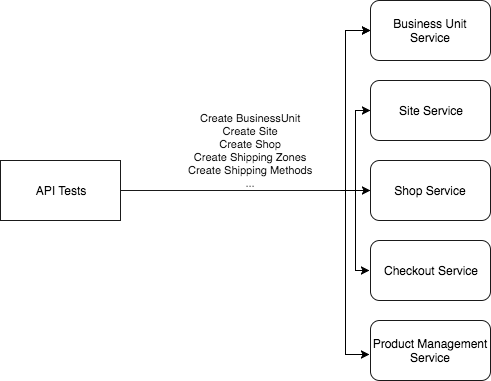 Business Unit
Service
Create BusinessUnit
Create Site
Create Shop
Create Shipping Zones
Create Shipping Methods
...
Site Service
API Tests
Shop Service
Checkout Service
Product Management
Service